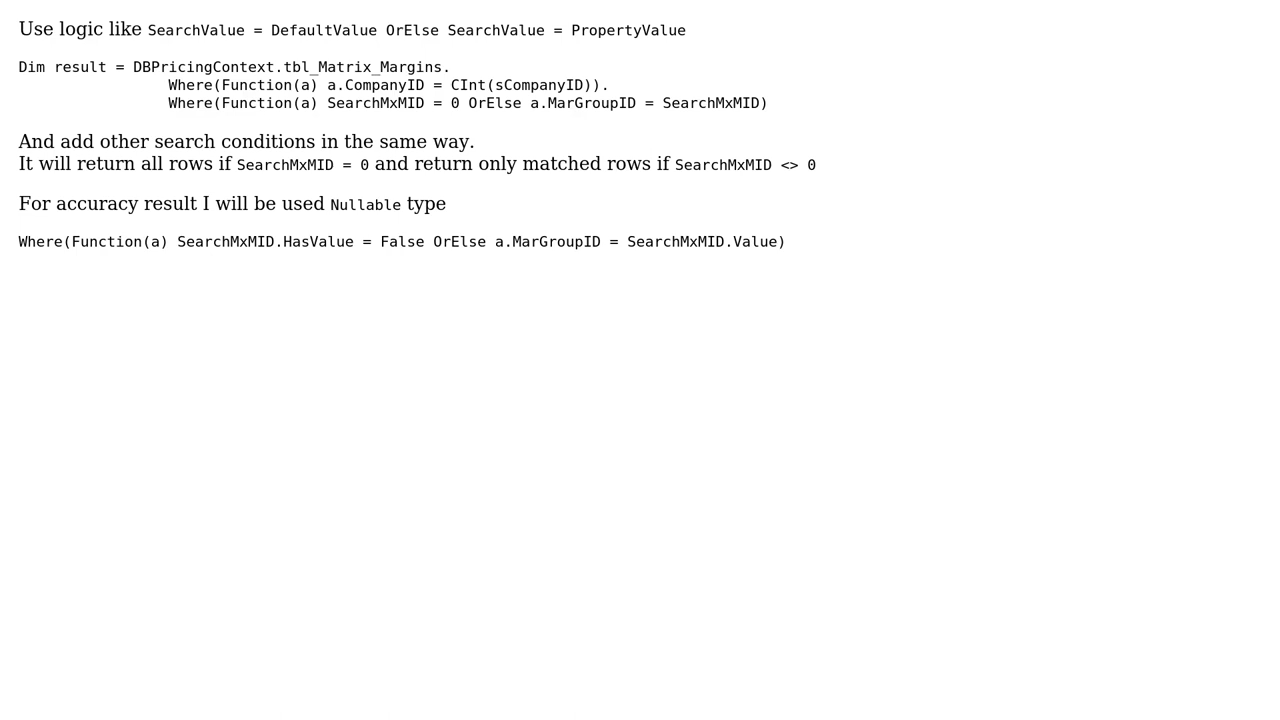 Use logic like SearchValue = DefaultValue OrElse SearchValue = PropertyValue
Dim result = DBPricingContext.tbl_Matrix_Margins.
Where(Function(a) a.CompanyID = CInt(sCompanyID)).
Where(Function(a) SearchMxMID = 0 OrElse a.MarGroupID = SearchMxMID)
And add other search conditions in the same way.
It will return all rows if SearchMxMID = 0 and return only matched rows if SearchMxMID <> 0
For accuracy result I will be used Nullable type
Where(Function(a) SearchMxMID.HasValue = False OrElse a.MarGroupID = SearchMxMID.Value)